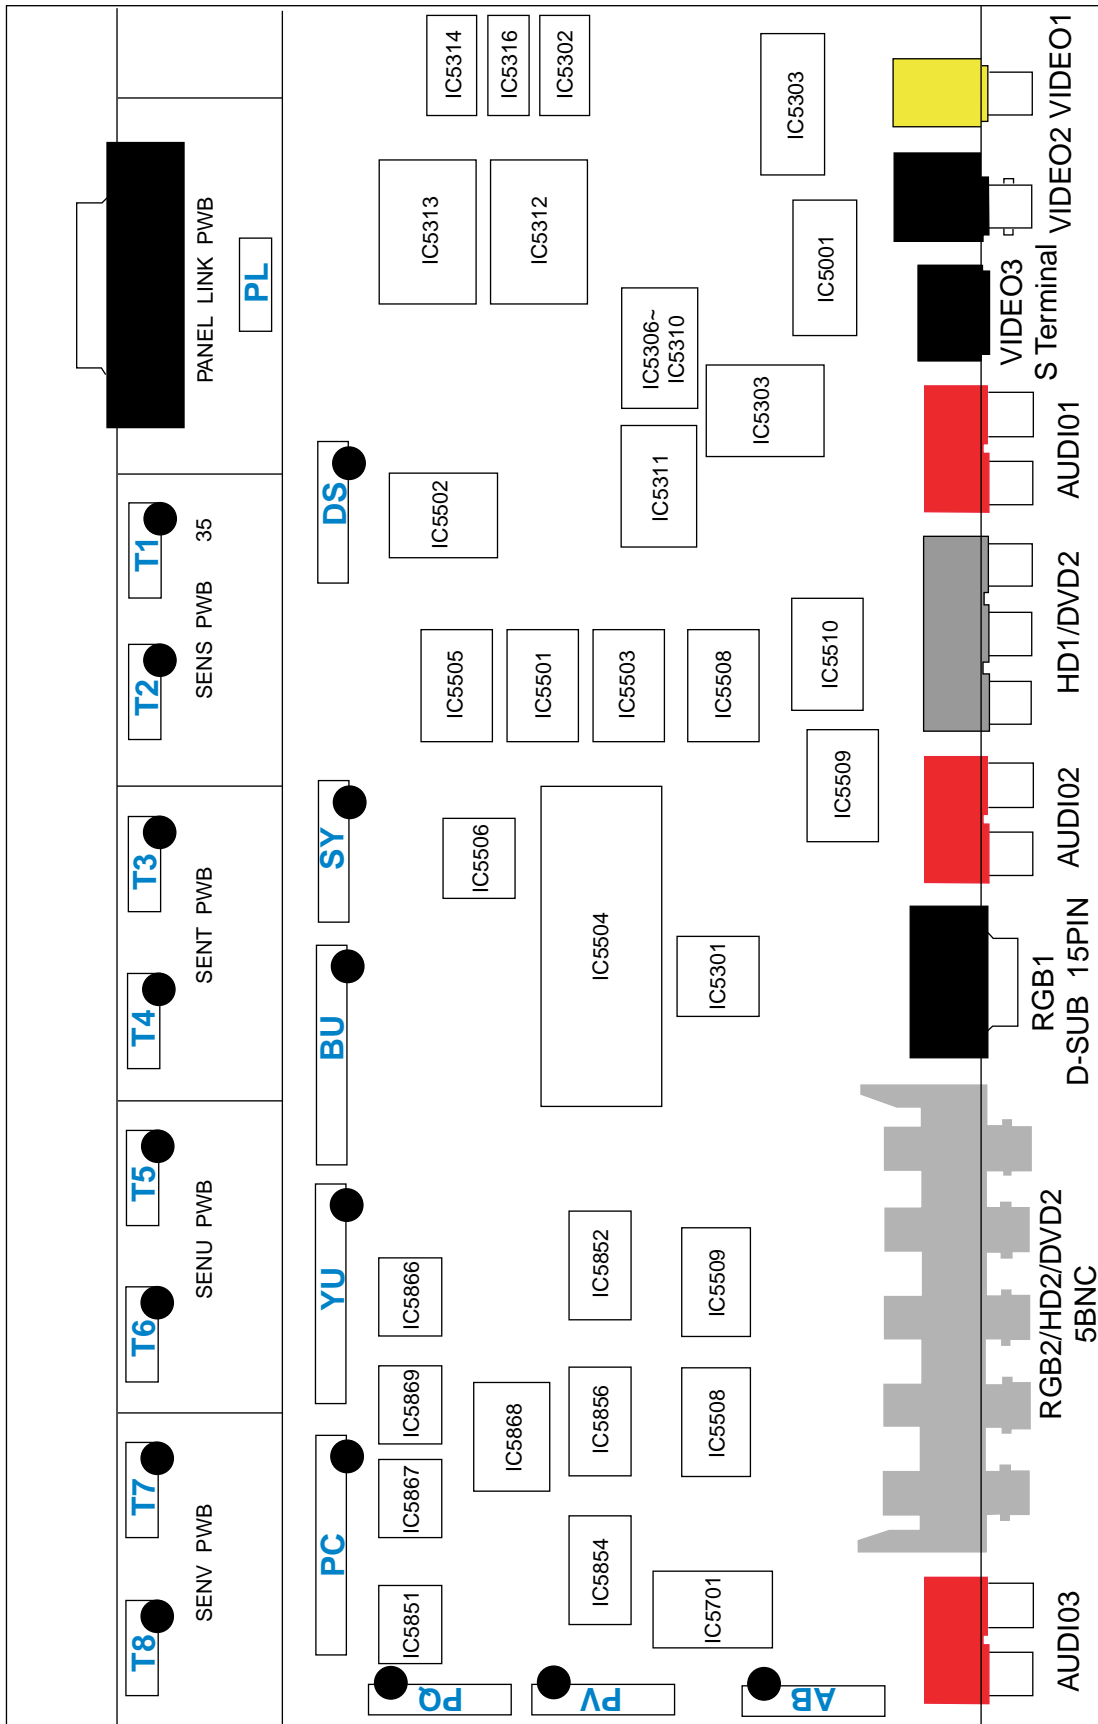 T8
T7
SENV PWB
T6
T5
SENU PWB
T4
T3
SENT PWB
T2
T1
SENS PWB 35
PANEL LINK PWB
PL
PC
YU
BU
SY
DS
PQ
PV
AB
IC5851
IC5867
IC5869
IC5866
IC5868
IC5854
IC5856
IC5852
IC5701
IC5508
IC5509
IC5506
IC5504
IC5301
IC5505
IC5501
IC5503
IC5508
IC5509
IC5510
IC5502
IC5311
IC5303
IC5306~
IC5310
IC5313
IC5312
IC5001
IC5314
IC5316
IC5302
IC5303
AUDI03
RGB2/HD2/DVD2
5BNC
RGB1
D-SUB 15PIN
AUDI02
HD1/DVD2
AUDI01
VIDEO3
S Terminal
VIDEO2
VIDEO1